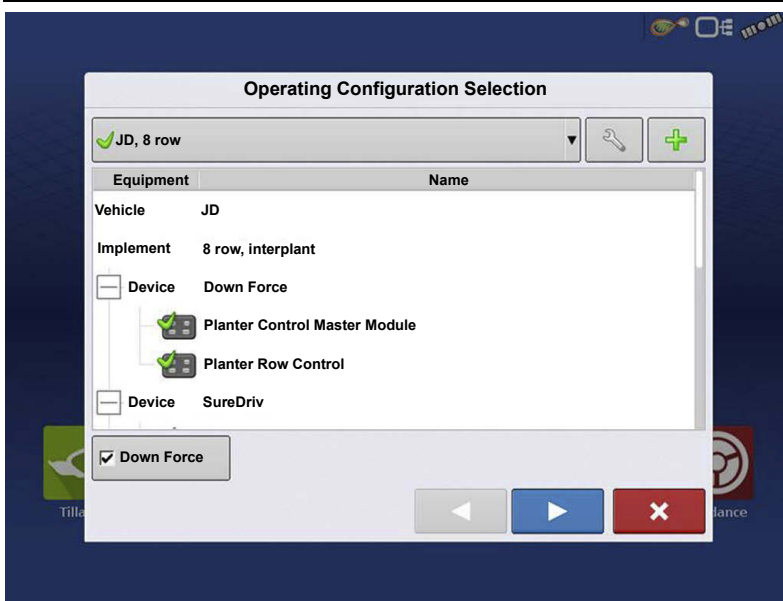 Operating Configuration Selection
JD, 8 row
Equipment Name
Vehicle JD
Implement 8 row, interplant
Device Down Force
Planter Control Master Module
Planter Row Control
Device SureDriv
Down Force
Tilla
dance